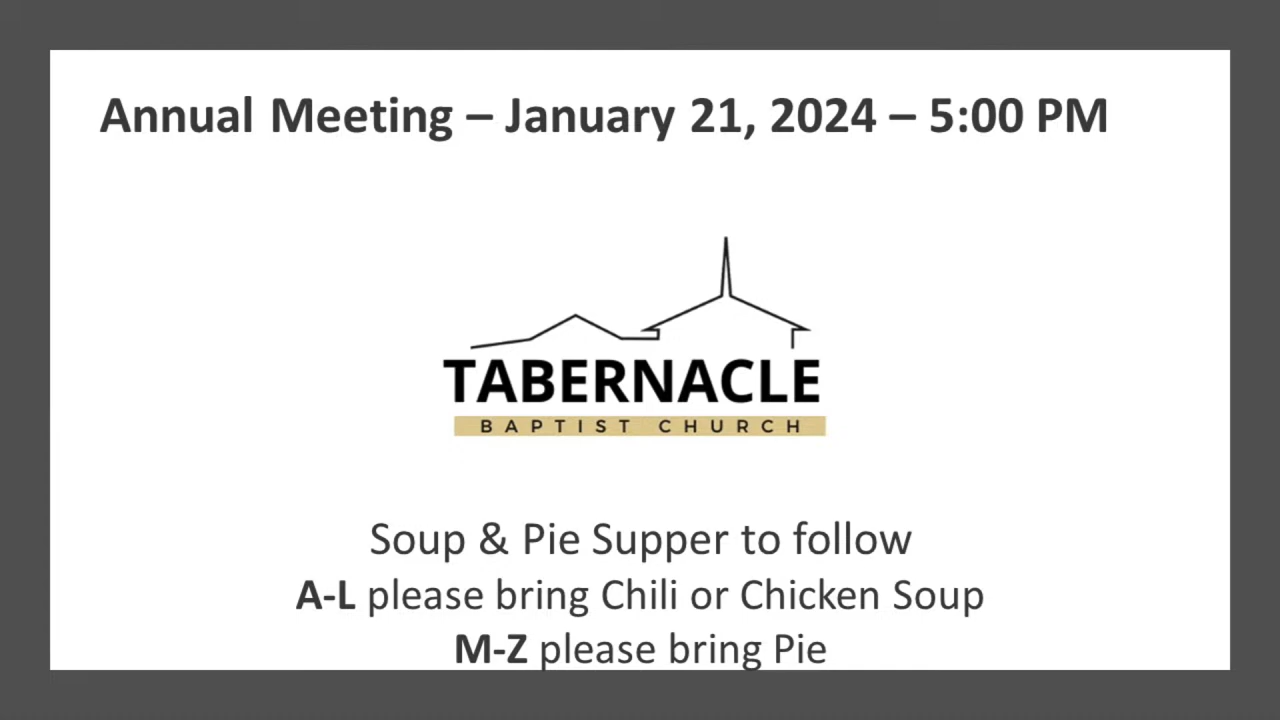 Annual Meeting – January 21, 2024 – 5:00 PM
TABERNACLE
BAPTIST CHURCH
Soup & Pie Supper to follow
A-L please bring Chili or Chicken Soup
M-Z please bring Pie